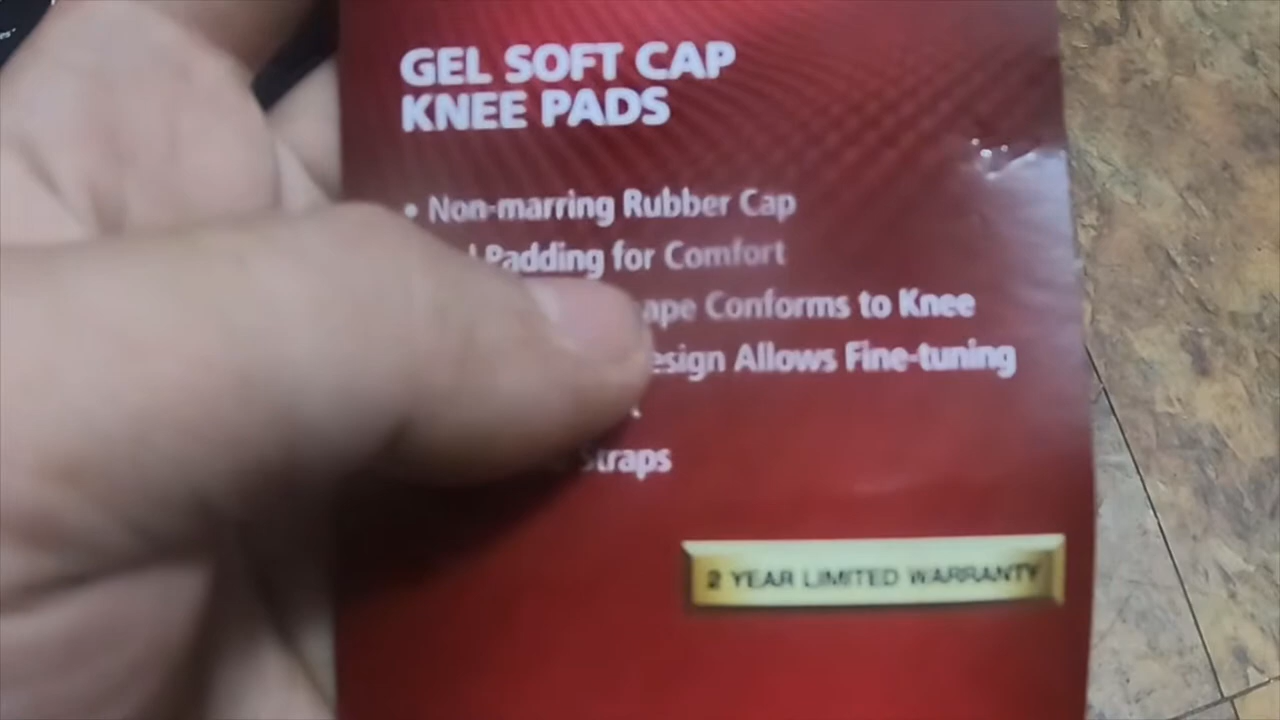 GEL SOFT CAP
KNEE PADS
• Non-marring Rubber Cap
Padding for Comfort
ape Conforms to Knee
esign Allows Fine-tuning
Straps
2 YEAR LIMITED WARRANTY